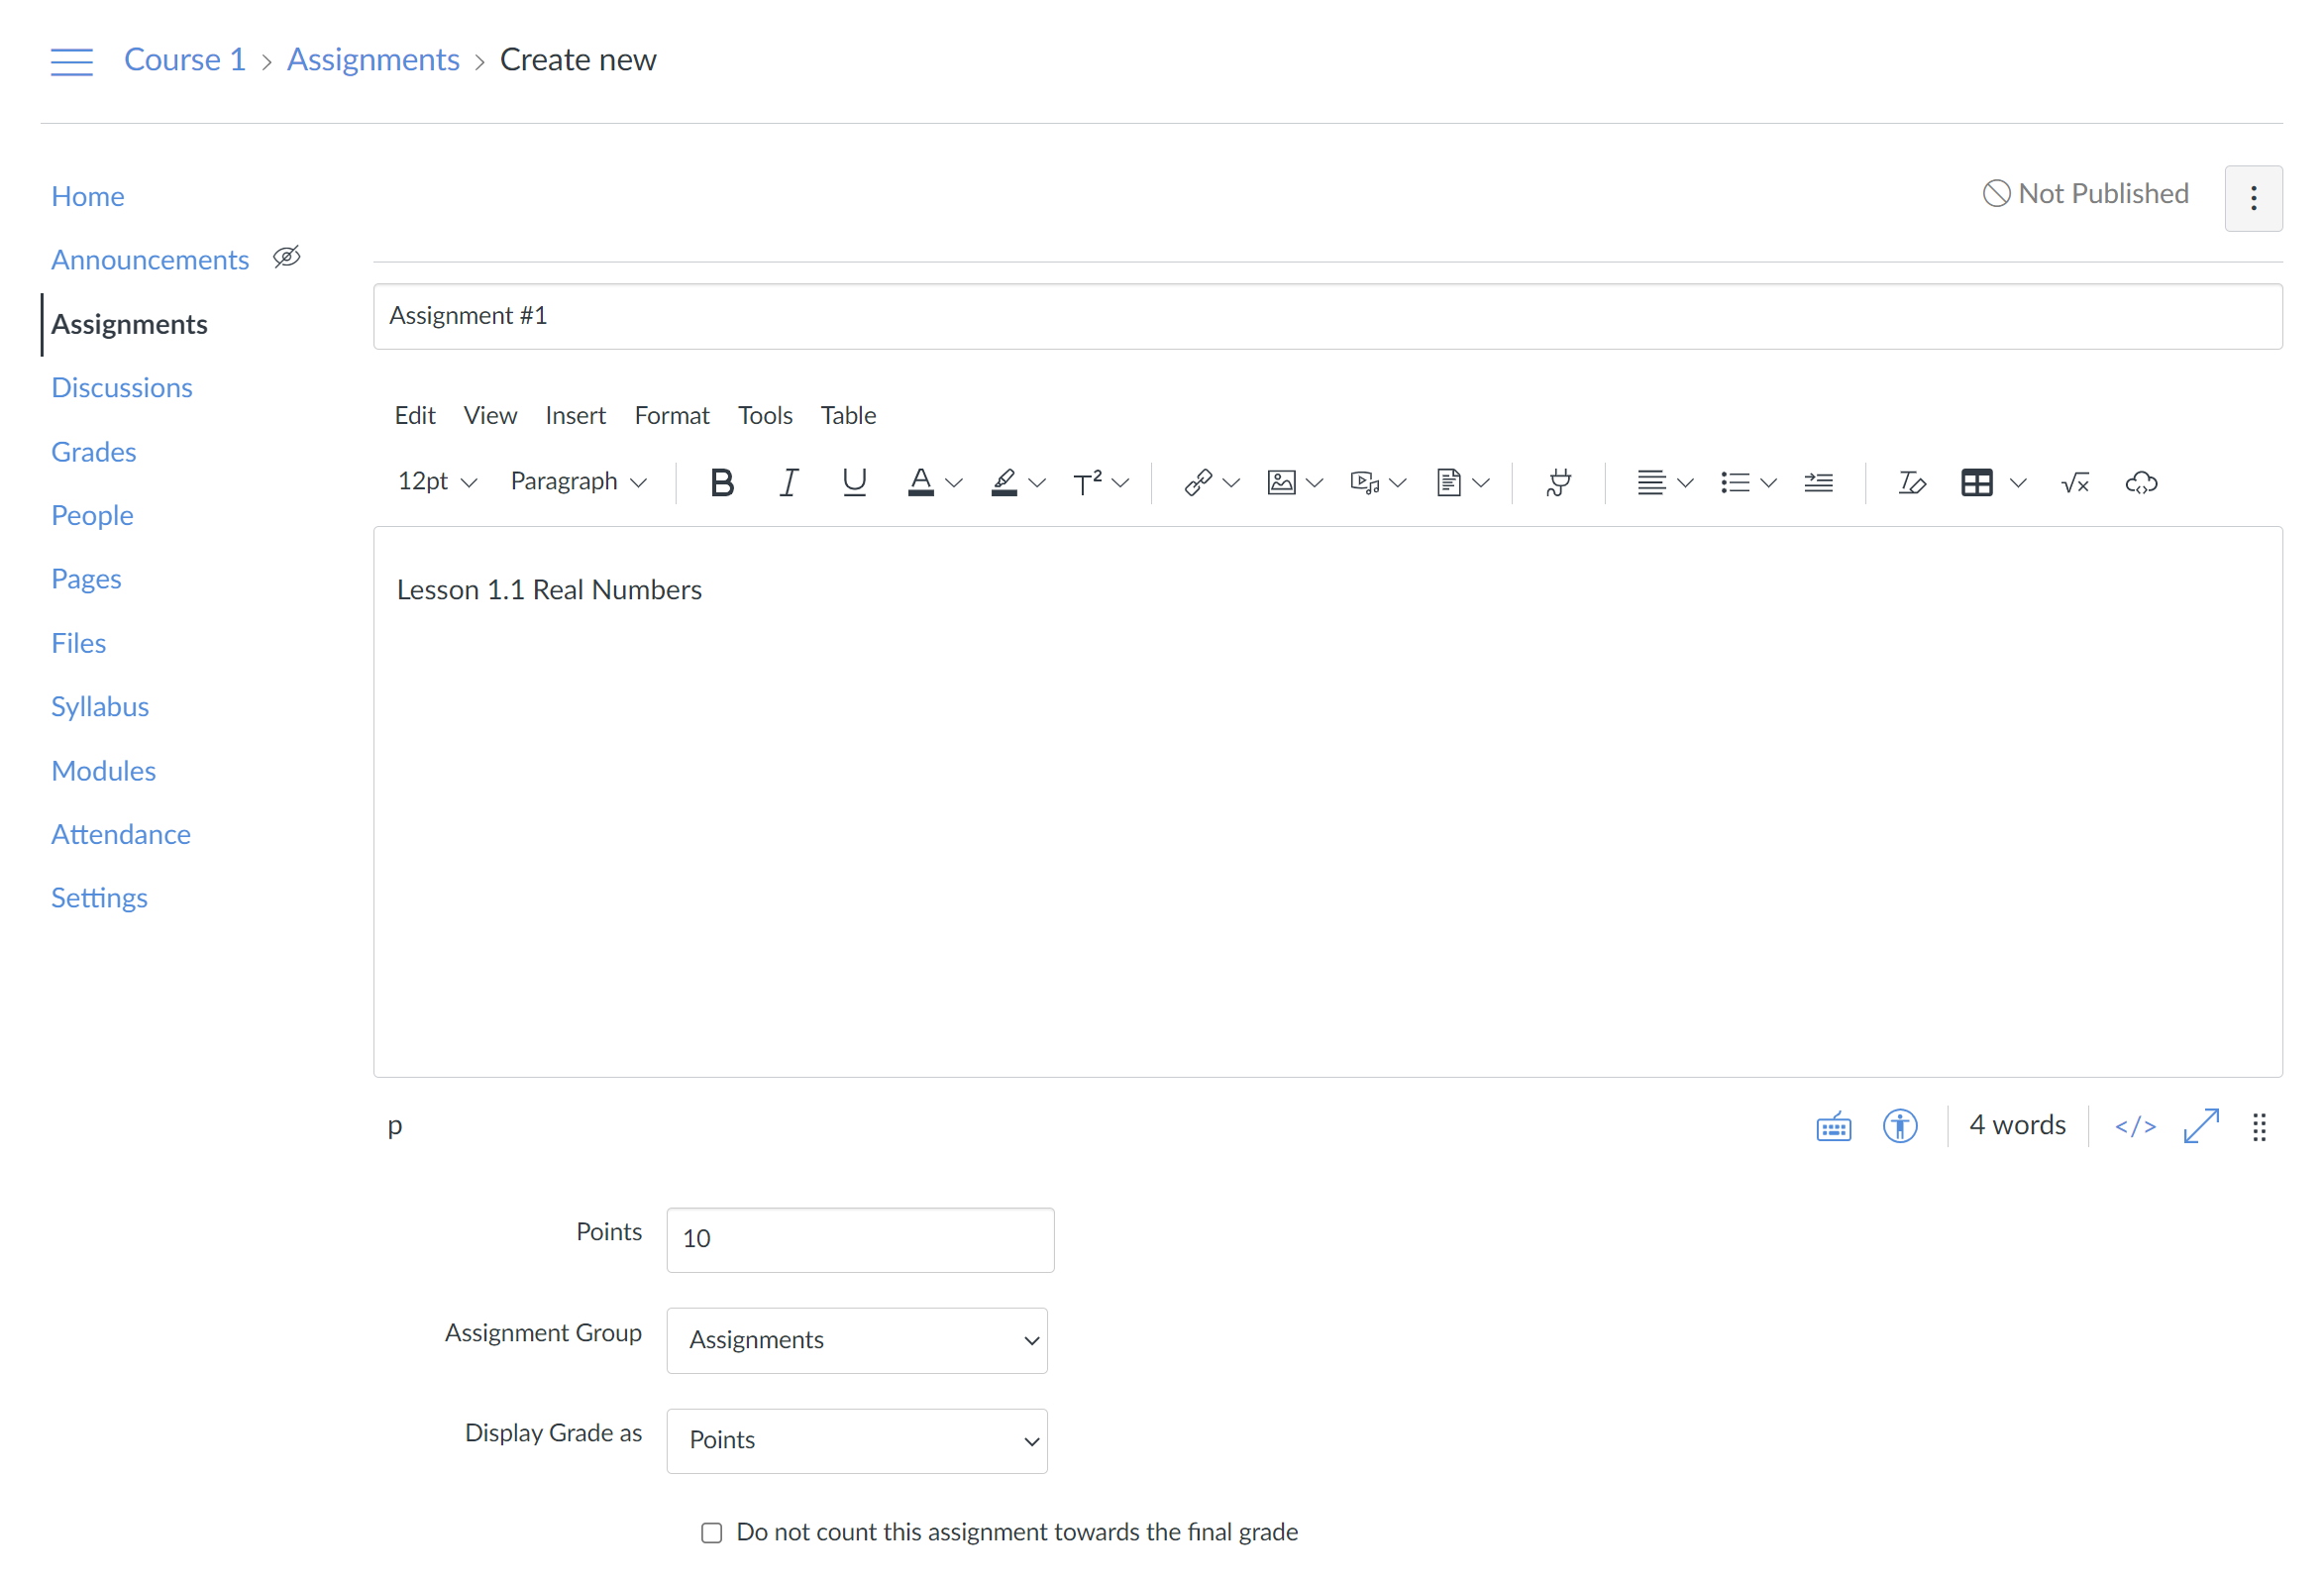 Course 1 > Assignments > Create new
Home
Announcements
Assignments
Discussions
Grades
People
Pages
Files
Syllabus
Modules
Attendance
Settings
Not Published
Assignment #1
Edit View Insert Format Tools Table
12pt Paragraph B I U A T² √x
Lesson 1.1 Real Numbers
p
4 words </>
Points 10
Assignment Group Assignments
Display Grade as Points
Do not count this assignment towards the final grade